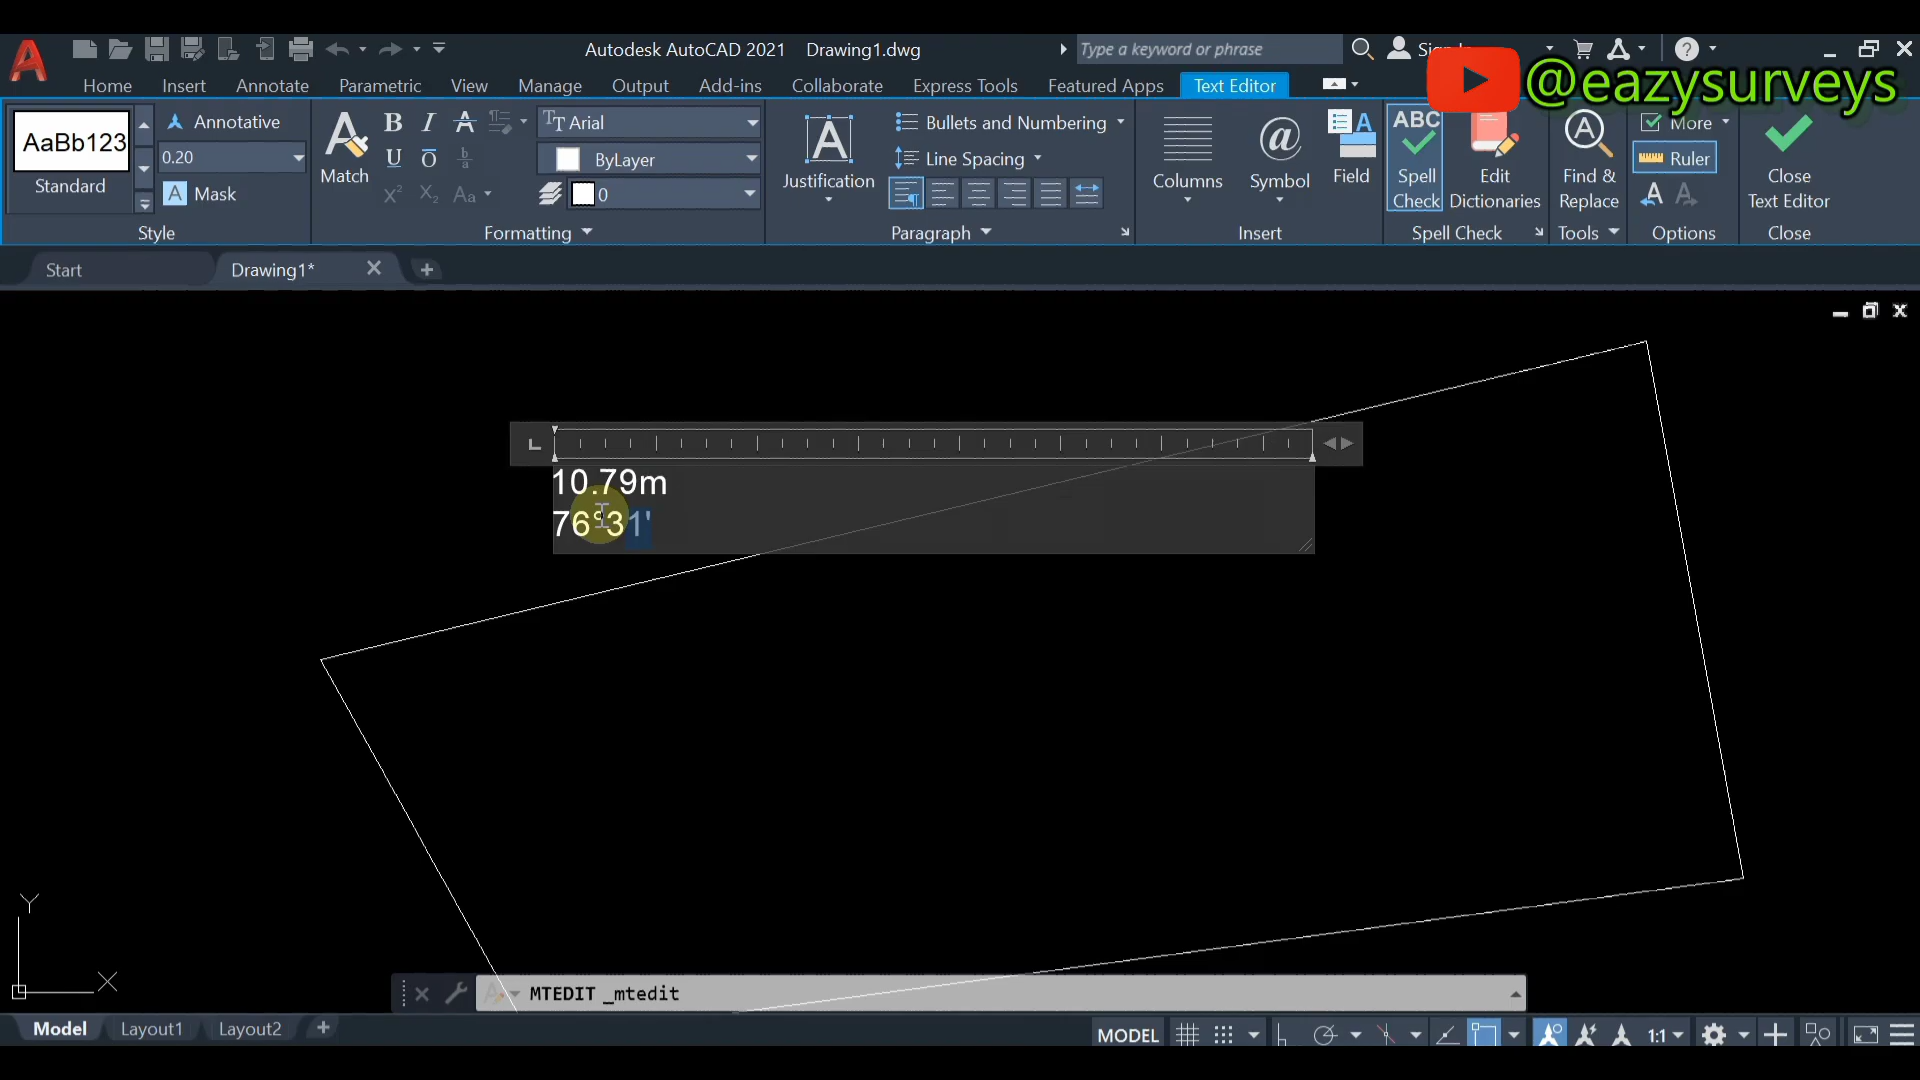 Autodesk AutoCAD 2021 Drawing1.dwg
Type a keyword or phrase
@eazysurveys
Home Insert Annotate Parametric View Manage Output Add-ins Collaborate Express Tools Featured Apps Text Editor
AaBb123
Standard
Annotative
0.20
A Mask
Style
Match
B I A
U O b/a
X² X₂ Aa
Arial
ByLayer
0
Formatting
A
Justification
Bullets and Numbering
Line Spacing
Paragraph
Columns
@
Symbol
Field
Insert
ABC
Spell
Check
Edit
Dictionaries
Spell Check
Find &
Replace
Tools
More
Ruler
Options
Close
Text Editor
Close
Start
Drawing1*
10.79m
76°31'
Y
X
MTEDIT _mtedit
Model Layout1 Layout2
MODEL
1:1